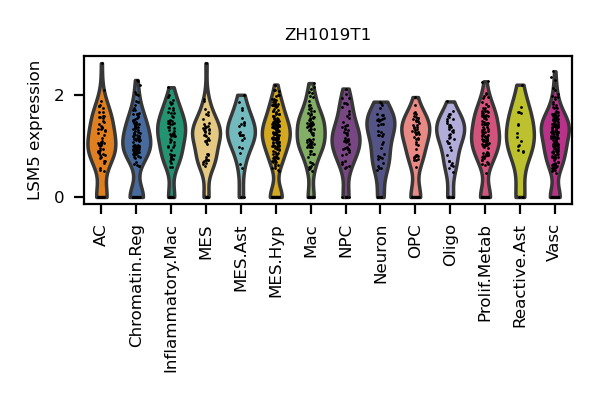 ZH1019T1
LSM5 expression
2
0
AC
Chromatin.Reg
Inflammatory.Mac
MES
MES.Ast
MES.Hyp
Mac
NPC
Neuron
OPC
Oligo
Prolif.Metab
Reactive.Ast
Vasc